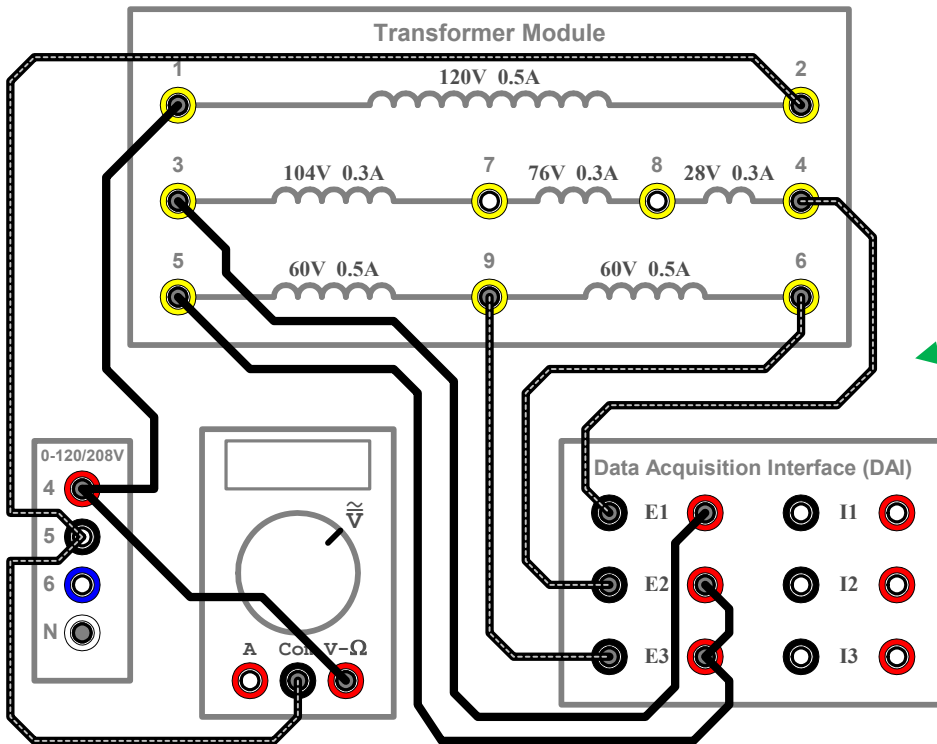 Transformer Module
1 2
120V 0.5A
3 7 8 4
104V 0.3A 76V 0.3A 28V 0.3A
5 9 6
60V 0.5A 60V 0.5A
0-120/208V
4
5
6
N
V
A Com V-Ω
Data Acquisition Interface (DAI)
E1 I1
E2 I2
E3 I3